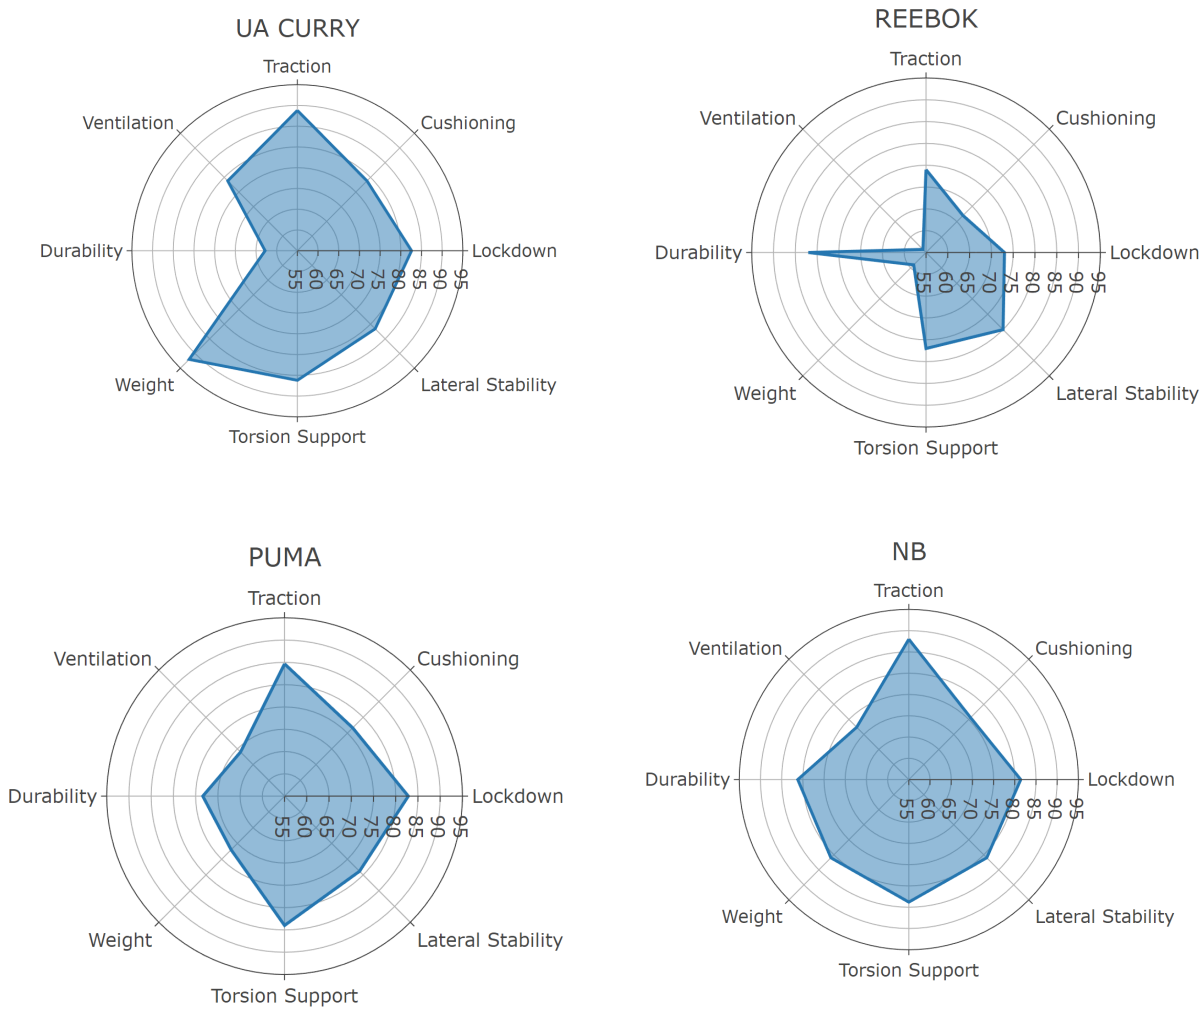 UA CURRY
Traction
Ventilation
Cushioning
Durability
Lockdown
55 60 65 70 75 80 85 90 95
Weight
Lateral Stability
Torsion Support
REEBOK
Traction
Ventilation
Cushioning
Durability
Lockdown
55 60 65 70 75 80 85 90 95
Weight
Lateral Stability
Torsion Support
PUMA
Traction
Ventilation
Cushioning
Durability
Lockdown
55 60 65 70 75 80 85 90 95
Weight
Lateral Stability
Torsion Support
NB
Traction
Ventilation
Cushioning
Durability
Lockdown
55 60 65 70 75 80 85 90 95
Weight
Lateral Stability
Torsion Support